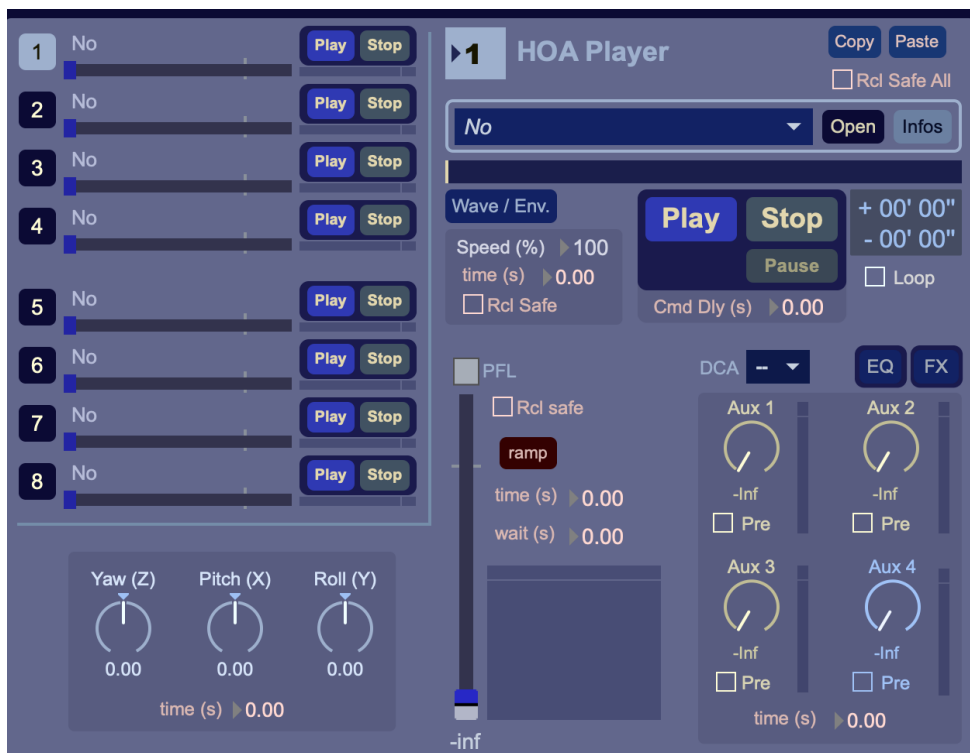 1 No Play Stop
2 No Play Stop
3 No Play Stop
4 No Play Stop
5 No Play Stop
6 No Play Stop
7 No Play Stop
8 No Play Stop
Yaw (Z) Pitch (X) Roll (Y)
0.00 0.00 0.00
time (s) 0.00
1 HOA Player Copy Paste
Rcl Safe All
No Open Infos
Wave / Env.
Speed (%) 100
time (s) 0.00
Rcl Safe
Play Stop
Pause
Cmd Dly (s) 0.00
+ 00' 00"
- 00' 00"
Loop
PFL
Rcl safe
ramp
time (s) 0.00
wait (s) 0.00
-inf
DCA -- EQ FX
Aux 1 Aux 2
-Inf -Inf
Pre Pre
Aux 3 Aux 4
-Inf -Inf
Pre Pre
time (s) 0.00